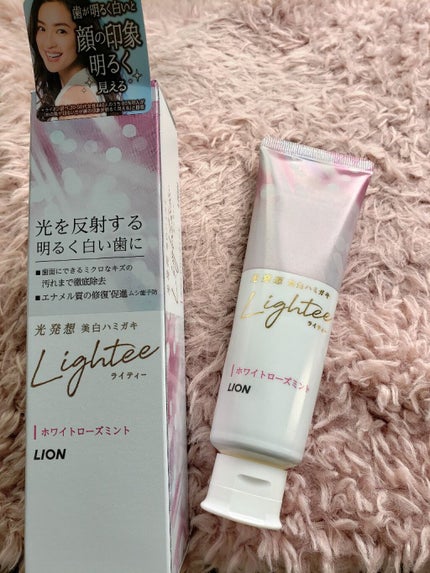 歯が明るく白いと
顔の印象
明るく
見える
光を反射する
明るく白い歯に
■歯面にできるミクロなキズの
汚れまで徹底除去
■エナメル質の修復*促進 ムシ歯予防
光発想 美白ハミガキ
Lightee
ライティー
ホワイトローズミント
LION
光発想 美白ハミガキ
Lightee
ライティー
ホワイトローズミント
LION